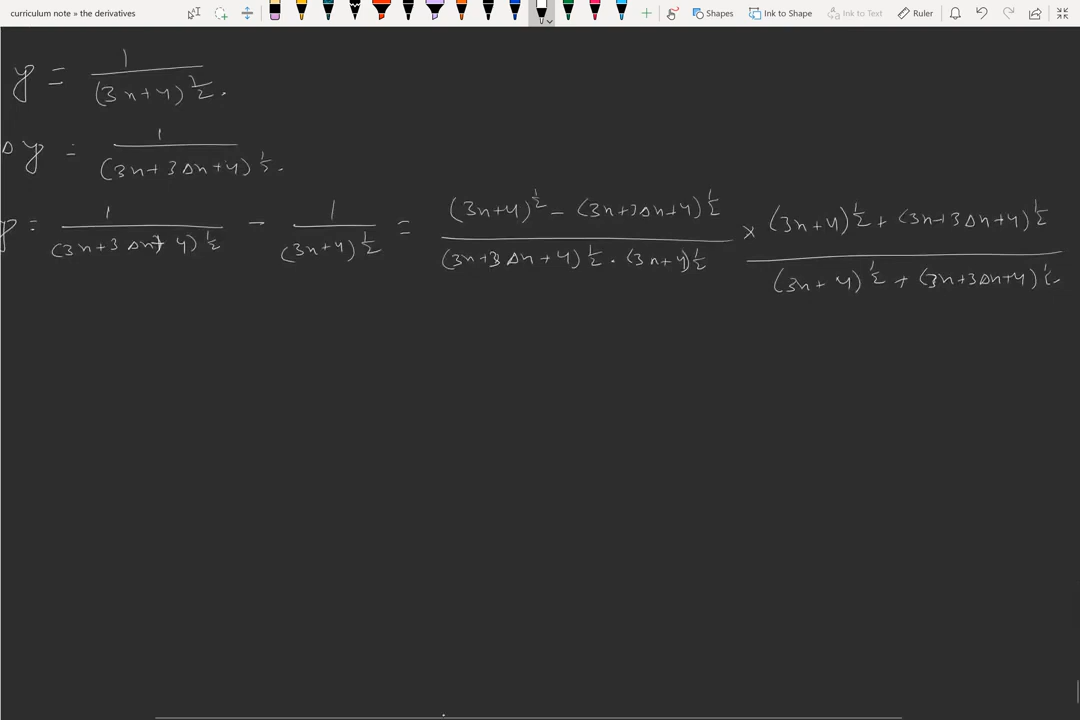 curriculum note » the derivatives Shapes Ink to Shape Ink to Text Ruler
y = 1/(3x+4)^1/2.
Δy = 1/(3x+3Δx+4)^1/2.
y = 1/(3x+3Δx+4)^1/2 - 1/(3x+4)^1/2 = (3x+4)^1/2 - (3x+3Δx+4)^1/2/(3x+3Δx+4)^1/2 · (3x+4)^1/2 × (3x+4)^1/2 + (3x+3Δx+4)^1/2/(3x+4)^1/2 + (3x+3Δx+4)^1/2.